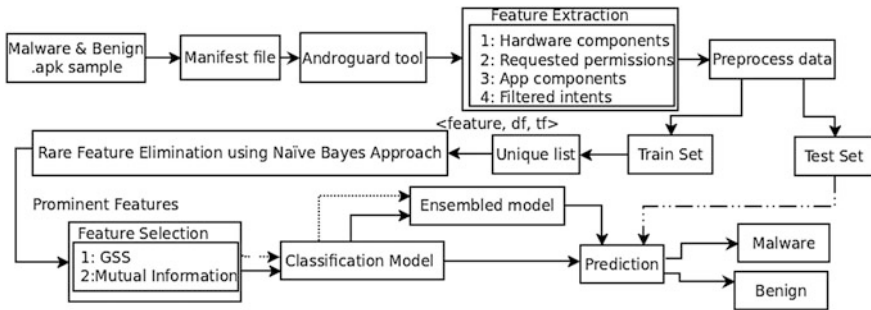 Feature Extraction
Malware & Benign
.apk sample
Manifest file
Androguard tool
1: Hardware components
2: Requested permissions
3: App components
4: Filtered intents
Preprocess data
<feature, df, tf>
Rare Feature Elimination using Naïve Bayes Approach
Unique list
Train Set
Test Set
Prominent Features
Feature Selection
1: GSS
2:Mutual Information
Classification Model
Ensembled model
Prediction
Malware
Benign